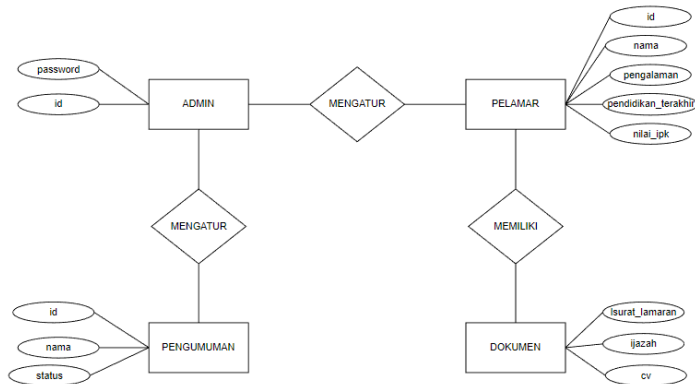 id
nama
password
pengalaman
id
ADMIN
MENGATUR
PELAMAR
pendidikan_terakhir
nilai_ipk
MENGATUR
MEMILIKI
id
lsurat_lamaran
nama
PENGUMUMAN
DOKUMEN
ijazah
status
cv